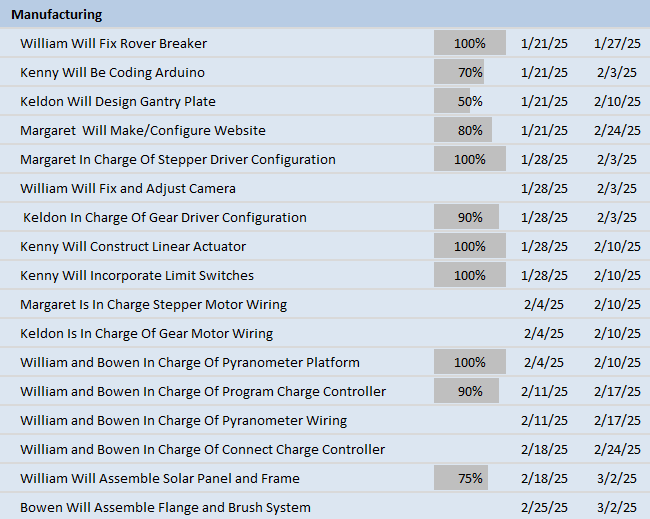 Manufacturing
William Will Fix Rover Breaker 100% 1/21/25 1/27/25
Kenny Will Be Coding Arduino 70% 1/21/25 2/3/25
Keldon Will Design Gantry Plate 50% 1/21/25 2/10/25
Margaret  Will Make/Configure Website 80% 1/21/25 2/24/25
Margaret In Charge Of Stepper Driver Configuration 100% 1/28/25 2/3/25
William Will Fix and Adjust Camera 1/28/25 2/3/25
Keldon In Charge Of Gear Driver Configuration 90% 1/28/25 2/3/25
Kenny Will Construct Linear Actuator 100% 1/28/25 2/10/25
Kenny Will Incorporate Limit Switches 100% 1/28/25 2/10/25
Margaret Is In Charge Stepper Motor Wiring 2/4/25 2/10/25
Keldon Is In Charge Of Gear Motor Wiring 2/4/25 2/10/25
William and Bowen In Charge Of Pyranometer Platform 100% 2/4/25 2/10/25
William and Bowen In Charge Of Program Charge Controller 90% 2/11/25 2/17/25
William and Bowen In Charge Of Pyranometer Wiring 2/11/25 2/17/25
William and Bowen In Charge Of Connect Charge Controller 2/18/25 2/24/25
William Will Assemble Solar Panel and Frame 75% 2/18/25 3/2/25
Bowen Will Assemble Flange and Brush System 2/25/25 3/2/25